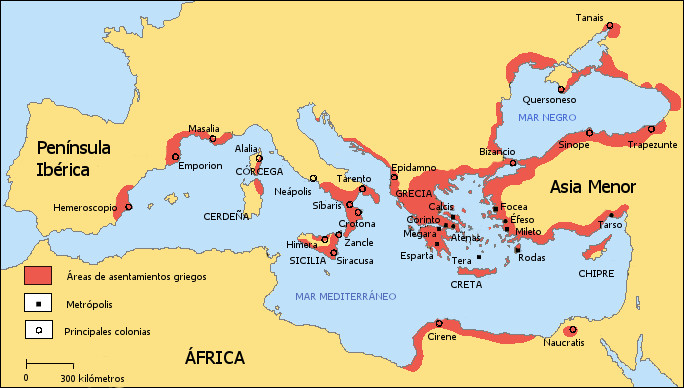 Tanais
Quersoneso
MAR NEGRO
Masalia
Península
Ibérica
Alalia
Emporion
CÓRCEGA
Bizancio
Sinope
Trapezunte
Epidamno
Tarento
Neápolis
GRECIA
Asia Menor
Hemeroscopio
CERDEÑA
Síbaris
Calcis
Focea
Corinto
Éfeso
Crotona
Megara
Atenas
Mileto
Tarso
Himera
Zancle
Esparta
Tera
Rodas
SICILIA
Siracusa
CHIPRE
CRETA
Áreas de asentamientos griegos
MAR MEDITERRÁNEO
Metrópolis
Principales colonias
Cirene
Naucratis
ÁFRICA
0
300 kilómetros